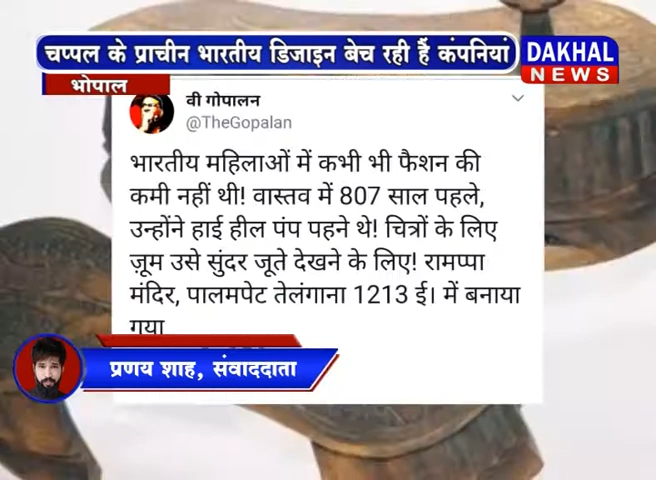 चप्पल के प्राचीन भारतीय डिजाइन बेच रही हैं कंपनियां
DAKHAL
NEWS
भोपाल
वी गोपालन
@TheGopalan
भारतीय महिलाओं में कभी भी फैशन की
कमी नहीं थी! वास्तव में 807 साल पहले,
उन्होंने हाई हील पंप पहने थे! चित्रों के लिए
ज़ूम उसे सुंदर जूते देखने के लिए! रामप्पा
मंदिर, पालमपेट तेलंगाना 1213 ई। में बनाया
गया
प्रणय शाह, संवाददाता